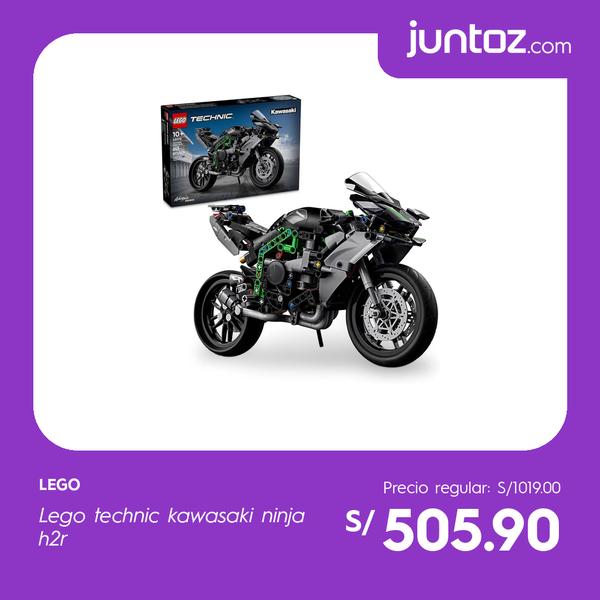 juntoz.com
LEGO TECHNIC Kawasaki
10+
LEGO
Precio regular: S/1019.00
Lego technic kawasaki ninja
h2r
S/ 505.90